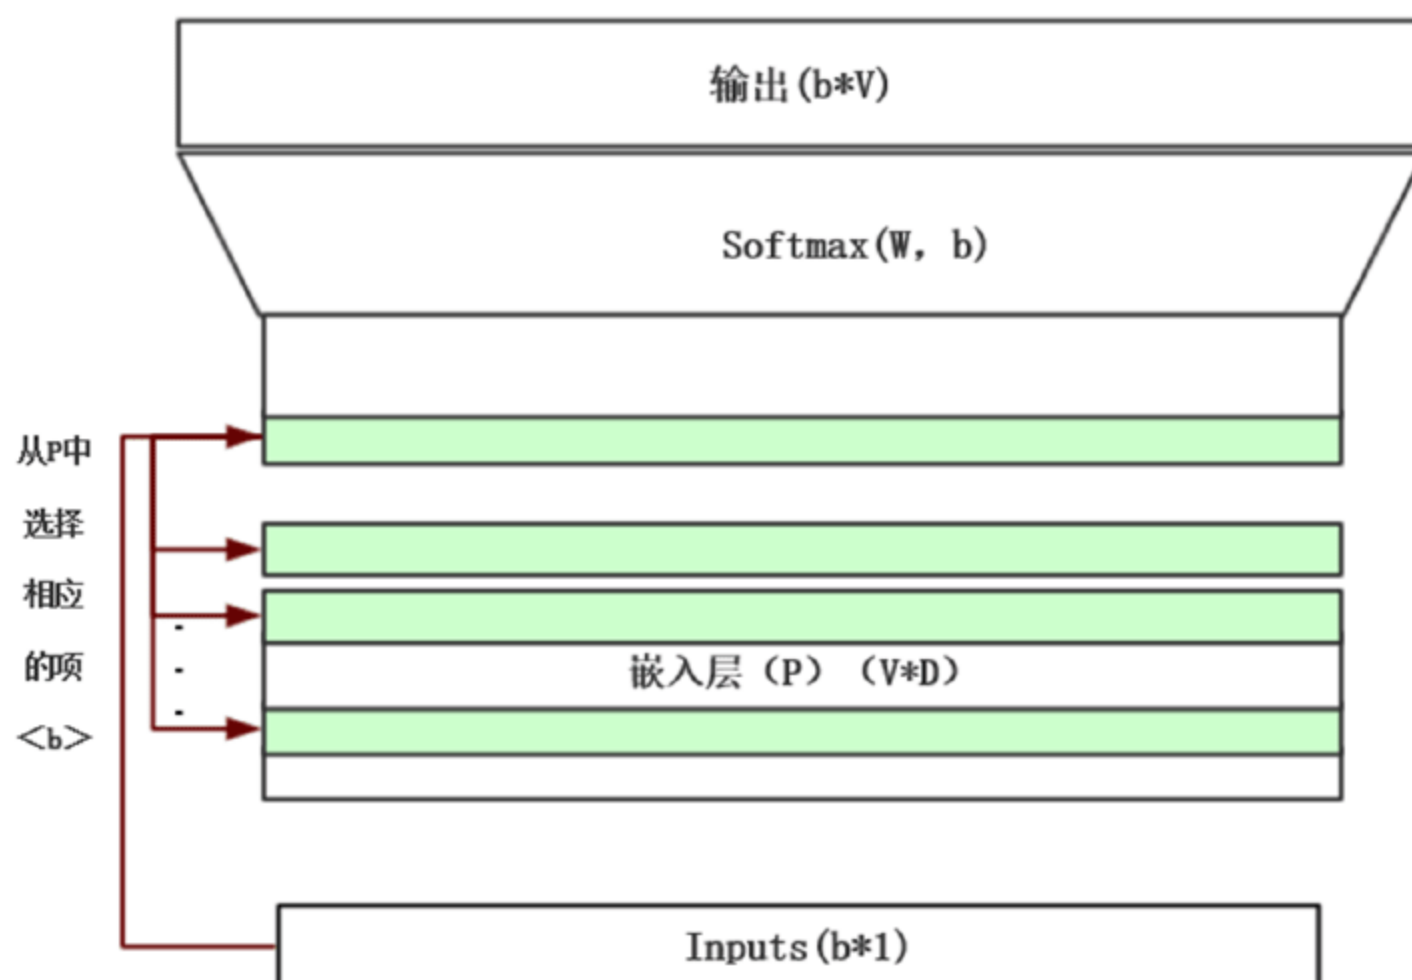 输出(b*V)
Softmax(W, b)
从P中
选择
相应
的项
<b>
嵌入层（P）（V*D）
Inputs(b*1)